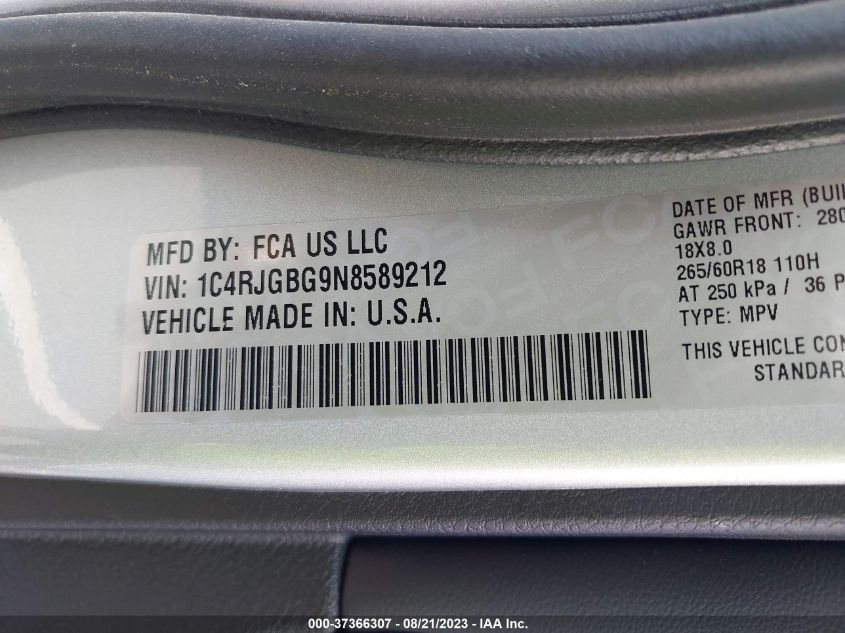 MFD BY: FCA US LLC
VIN: 1C4RJGBG9N8589212
VEHICLE MADE IN: U.S.A.
DATE OF MFR (BUIL
GAWR FRONT: 280
18X8.0
265/60R18 110H
AT 250 kPa / 36 P
TYPE: MPV
THIS VEHICLE CON
STANDAR
000-37366307 - 08/21/2023 - IAA Inc.